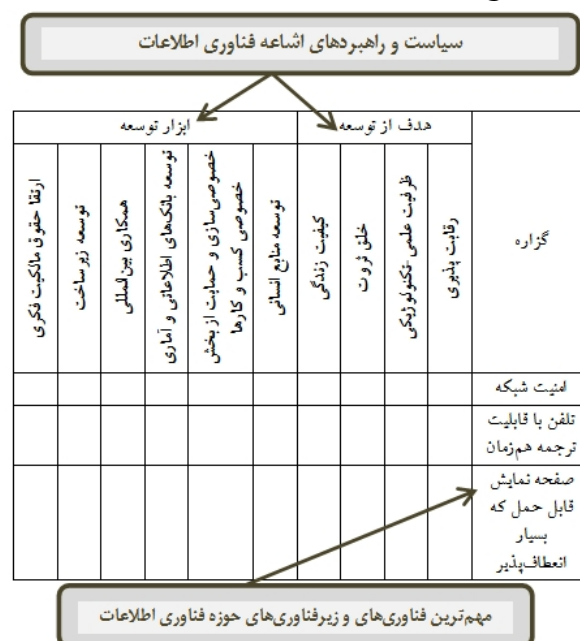 سیاست و راهبردهای اشاعه فناوری اطلاعات
هدف از توسعه
ابزار توسعه
گزاره
رقابت پذیری
ظرفیت علمی-تکنولوژیکی
خلق ثروت
کیفیت زندگی
توسعه منابع انسانی
خصوصی‌سازی و حمایت از بخش
خصوصی کسب و کارها
توسعه بانک‌های اطلاعاتی و آماری
همکاری بین‌المللی
توسعه زیرساخت
ارتقا حقوق مالکیت فکری
امنیت شبکه
تلفن با قابلیت
ترجمه هم‌زمان
صفحه نمایش
قابل حمل که
بسیار
انعطاف‌پذیر
مهم‌ترین فناوری‌های و زیرفناوری‌های حوزه فناوری اطلاعات